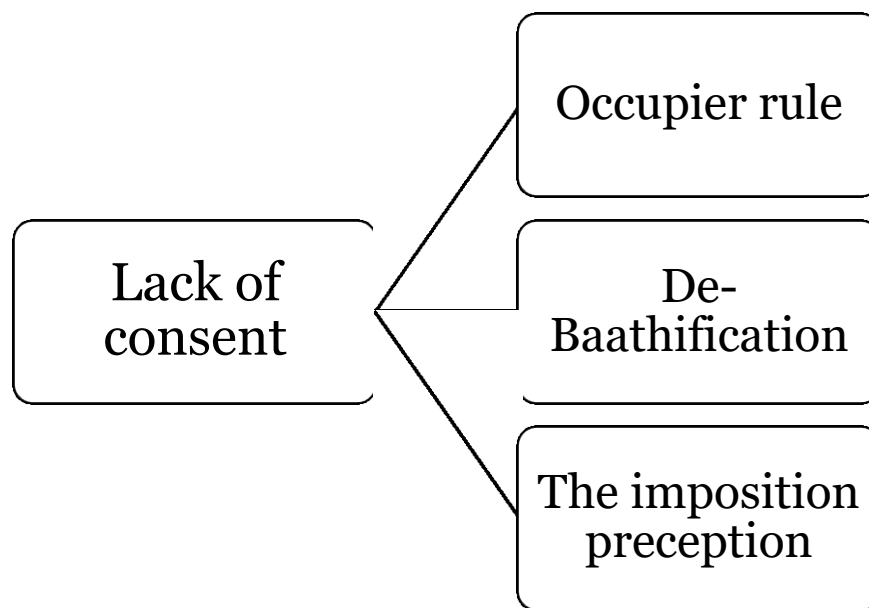 Occupier rule
Lack of
consent
De-
Baathification
The imposition
preception